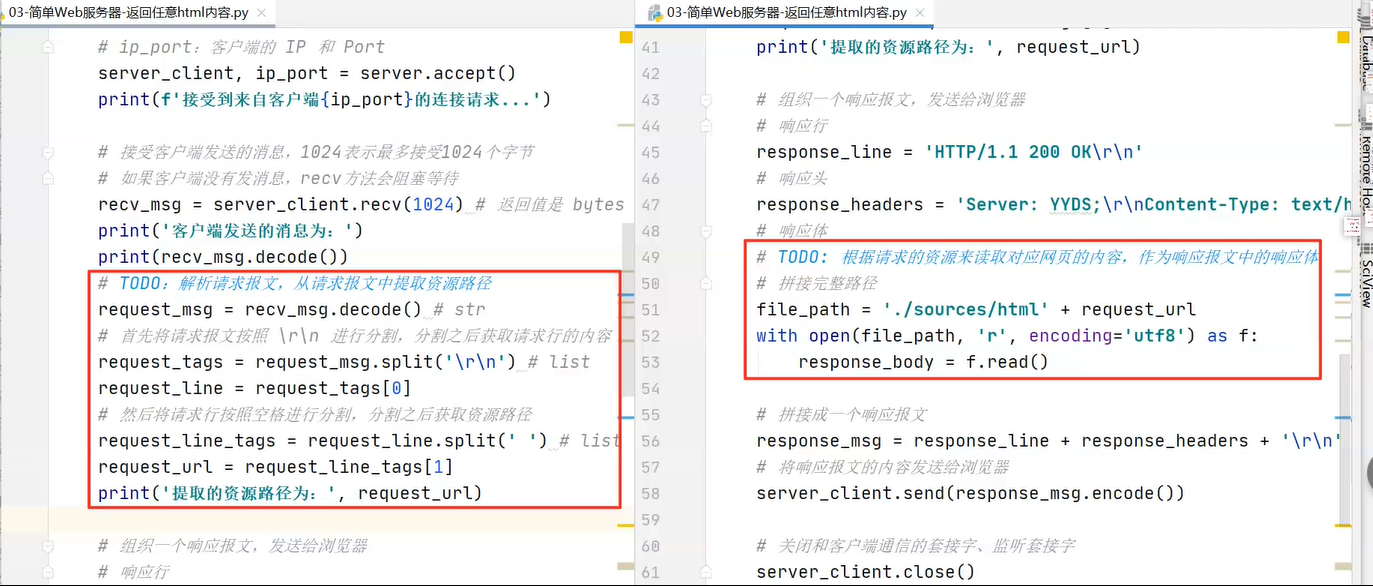 03-简单Web服务器-返回任意html内容.py
# ip_port：客户端的 IP 和 Port
server_client, ip_port = server.accept()
print(f'接受到来自客户端{ip_port}的连接请求...')
# 接受客户端发送的消息，1024表示最多接受1024个字节
# 如果客户端没有发消息，recv方法会阻塞等待
recv_msg = server_client.recv(1024) # 返回值是 bytes
print('客户端发送的消息为：')
print(recv_msg.decode())
# TODO：解析请求报文，从请求报文中提取资源路径
request_msg = recv_msg.decode() # str
# 首先将请求报文按照 \r\n 进行分割，分割之后获取请求行的内容
request_tags = request_msg.split('\r\n') # list
request_line = request_tags[0]
# 然后将请求行按照空格进行分割，分割之后获取资源路径
request_line_tags = request_line.split(' ') # list
request_url = request_line_tags[1]
print('提取的资源路径为：', request_url)
# 组织一个响应报文，发送给浏览器
# 响应行
03-简单Web服务器-返回任意html内容.py
41 print('提取的资源路径为：', request_url)
42
43 # 组织一个响应报文，发送给浏览器
44 # 响应行
45 response_line = 'HTTP/1.1 200 OK\r\n'
46 # 响应头
47 response_headers = 'Server: YYDS;\r\nContent-Type: text/h
48 # 响应体
49 # TODO: 根据请求的资源来读取对应网页的内容，作为响应报文中的响应体
50 # 拼接完整路径
51 file_path = './sources/html' + request_url
52 with open(file_path, 'r', encoding='utf8') as f:
53 response_body = f.read()
54
55 # 拼接成一个响应报文
56 response_msg = response_line + response_headers + '\r\n'
57 # 将响应报文的内容发送给浏览器
58 server_client.send(response_msg.encode())
59
60 # 关闭和客户端通信的套接字、监听套接字
61 server_client.close()
Database
Remote Ho
SciView